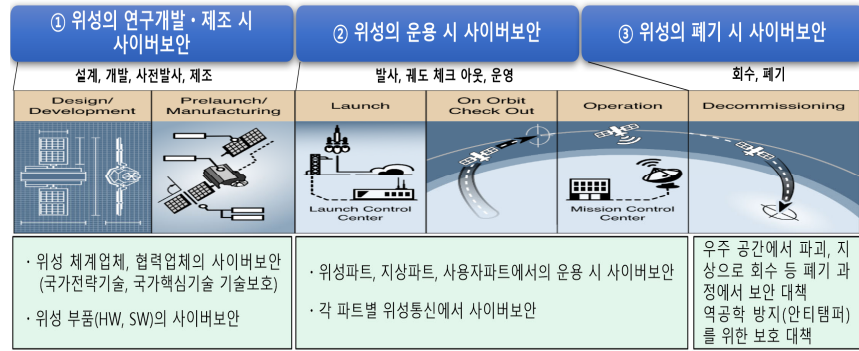 ① 위성의 연구개발・제조 시
사이버보안
② 위성의 운용 시 사이버보안
③ 위성의 폐기 시 사이버보안
설계, 개발, 사전발사, 제조
발사, 궤도 체크 아웃, 운영
회수, 폐기
Design/
Development
Prelaunch/
Manufacturing
Launch
On Orbit
Check Out
Operation
Decommissioning
Launch Control
Center
Mission Control
Center
· 위성 체계업체, 협력업체의 사이버보안
(국가전략기술, 국가핵심기술 기술보호)
· 위성 부품(HW, SW)의 사이버보안
· 위성파트, 지상파트, 사용자파트에서의 운용 시 사이버보안
· 각 파트별 위성통신에서 사이버보안
우주 공간에서 파괴, 지
상으로 회수 등 폐기 과
정에서 보안 대책
역공학 방지(안티탬퍼)
를 위한 보호 대책